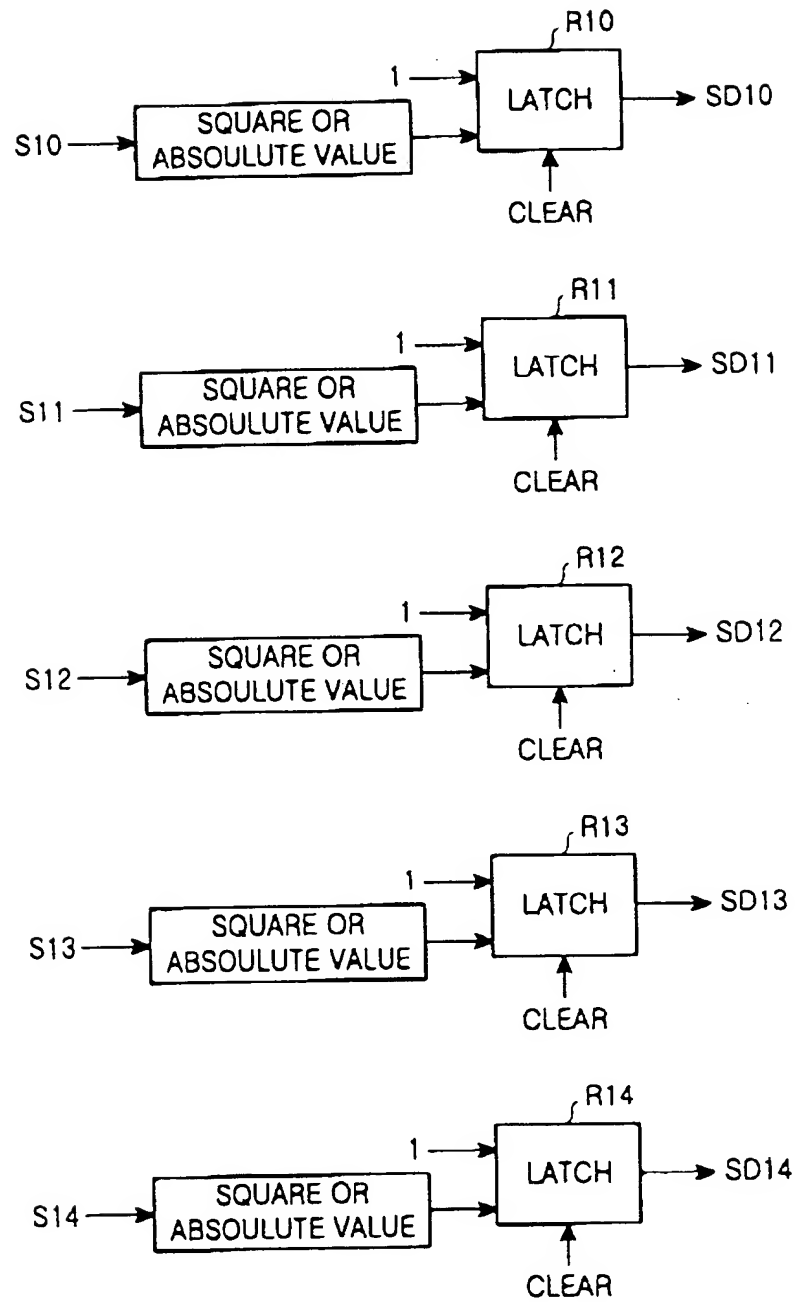 R10
1
LATCH
SD10
S10
SQUARE OR
ABSOULUTE VALUE
CLEAR
R11
1
LATCH
SD11
S11
SQUARE OR
ABSOULUTE VALUE
CLEAR
R12
1
LATCH
SD12
S12
SQUARE OR
ABSOULUTE VALUE
CLEAR
R13
1
LATCH
SD13
S13
SQUARE OR
ABSOULUTE VALUE
CLEAR
R14
1
LATCH
SD14
S14
SQUARE OR
ABSOULUTE VALUE
CLEAR